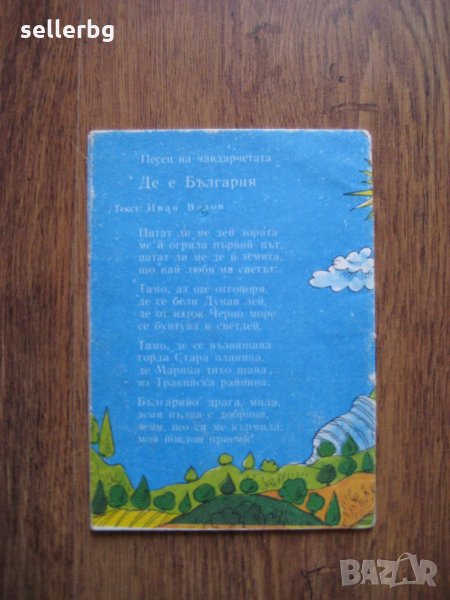 sellerbg
Песен на чавдарчетата
Де е България
Текст: Иван Вазов
Питат ли ме дей зората
ме й огряла първий път,
питат ли ме де й земята,
що най любя на светът.
Тамо, аз ще отговоря,
де се бели Дунав лей,
де от изток Черно море
се бунтува и светлей.
Тамо, де се възвишава
горда Стара планина,
де Марица тихо шава
из Тракийска равнина.
Българийо драга, мила,
земя пълна с добрини,
земя, що си ме кърмила,
моя поклон приеми!
BAZAR